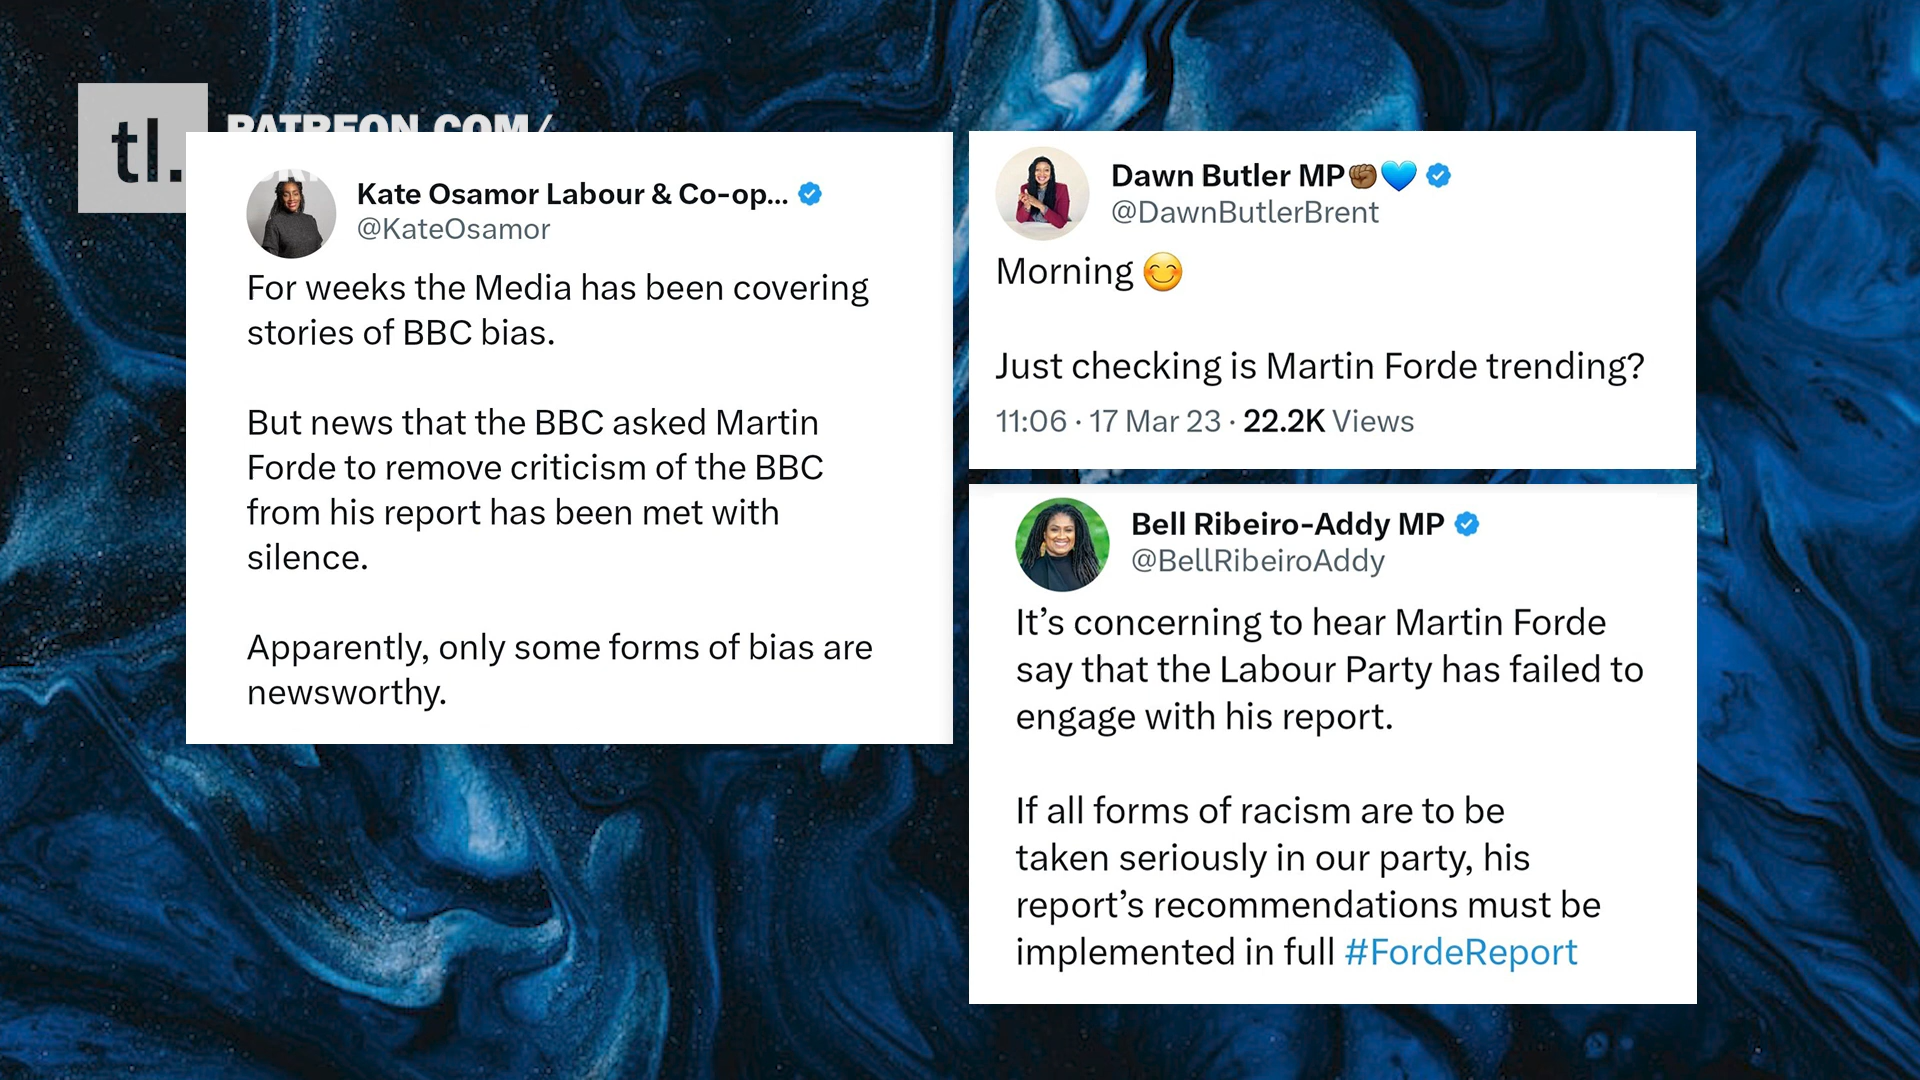 tl.
PATREON.COM/
Kate Osamor Labour & Co-op...
@KateOsamor
For weeks the Media has been covering
stories of BBC bias.
But news that the BBC asked Martin
Forde to remove criticism of the BBC
from his report has been met with
silence.
Apparently, only some forms of bias are
newsworthy.
Dawn Butler MP✊🏾💙
@DawnButlerBrent
Morning 😊
Just checking is Martin Forde trending?
11:06 · 17 Mar 23 · 22.2K Views
Bell Ribeiro-Addy MP
@BellRibeiroAddy
It’s concerning to hear Martin Forde
say that the Labour Party has failed to
engage with his report.
If all forms of racism are to be
taken seriously in our party, his
report’s recommendations must be
implemented in full #FordeReport